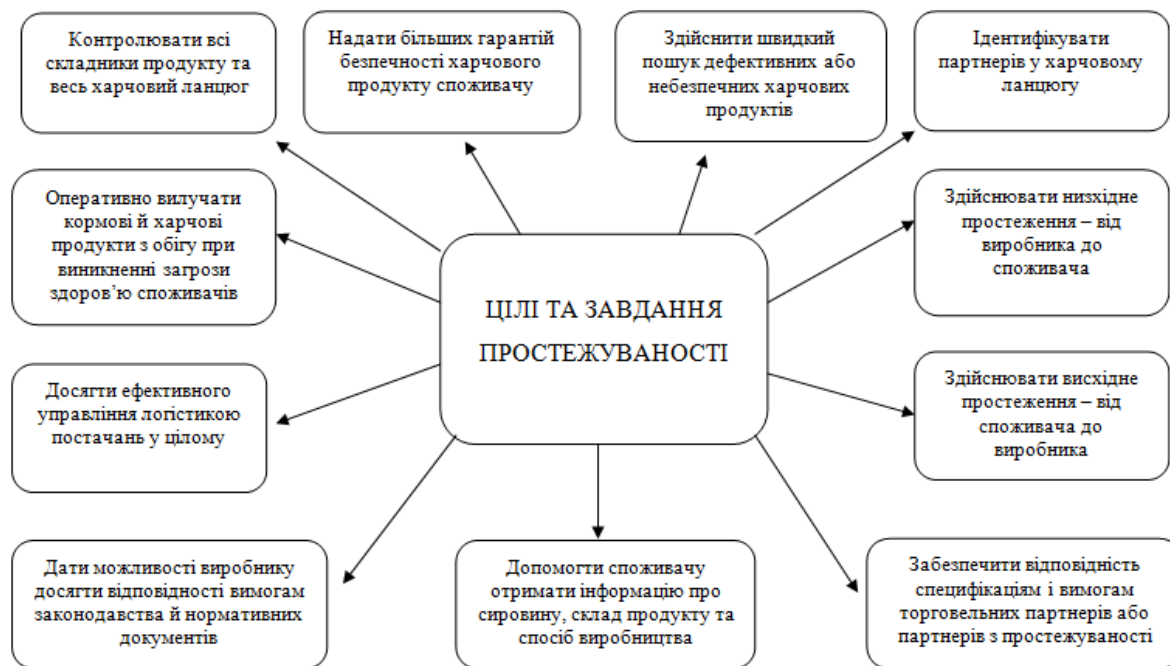 Контролювати всі
складники продукту та
весь харчовий ланцюг
Надати більших гарантій
безпечності харчового
продукту споживачу
Здійснити швидкий
пошук дефективних або
небезпечних харчових
продуктів
Ідентифікувати
партнерів у харчовому
ланцюгу
Оперативно вилучати
кормові й харчові
продукти з обігу при
виникненні загрози
здоров’ю споживачів
ЦІЛІ ТА ЗАВДАННЯ
ПРОСТЕЖУВАНОСТІ
Здійснювати низхідне
простеження – від
виробника до
споживача
Досягти ефективного
управління логістикою
постачань у цілому
Здійснювати висхідне
простеження – від
споживача до
виробника
Дати можливості виробнику
досягти відповідності вимогам
законодавства й нормативних
документів
Допомогти споживачу
отримати інформацію про
сировину, склад продукту та
спосіб виробництва
Забезпечити відповідність
специфікаціям і вимогам
торговельних партнерів або
партнерів з простежуваності